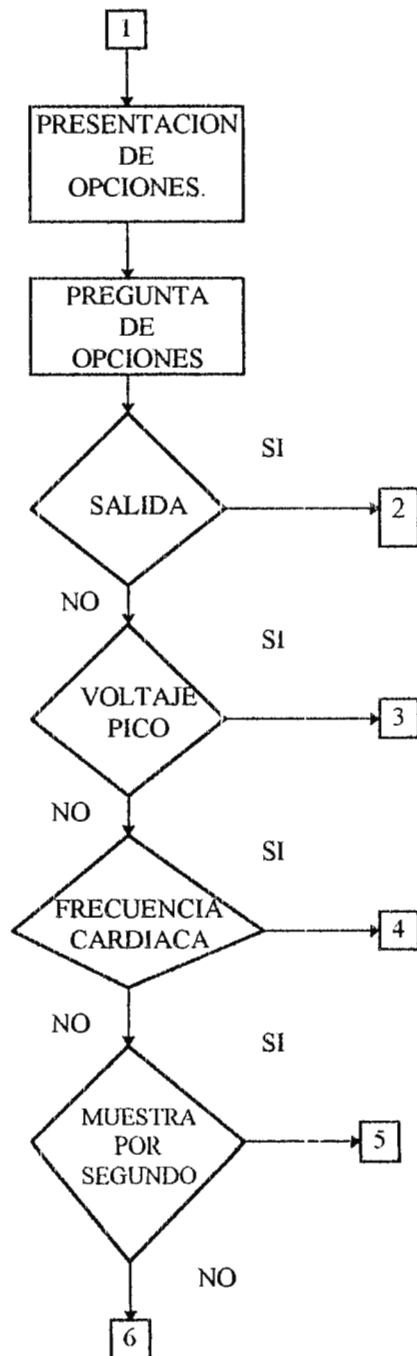 1
PRESENTACION
DE
OPCIONES.
PREGUNTA
DE
OPCIONES
SI
SALIDA
2
NO
SI
VOLTAJE
PICO
3
NO
SI
FRECUENCIA
CARDIACA
4
NO
SI
MUESTRA
POR
SEGUNDO
5
NO
6